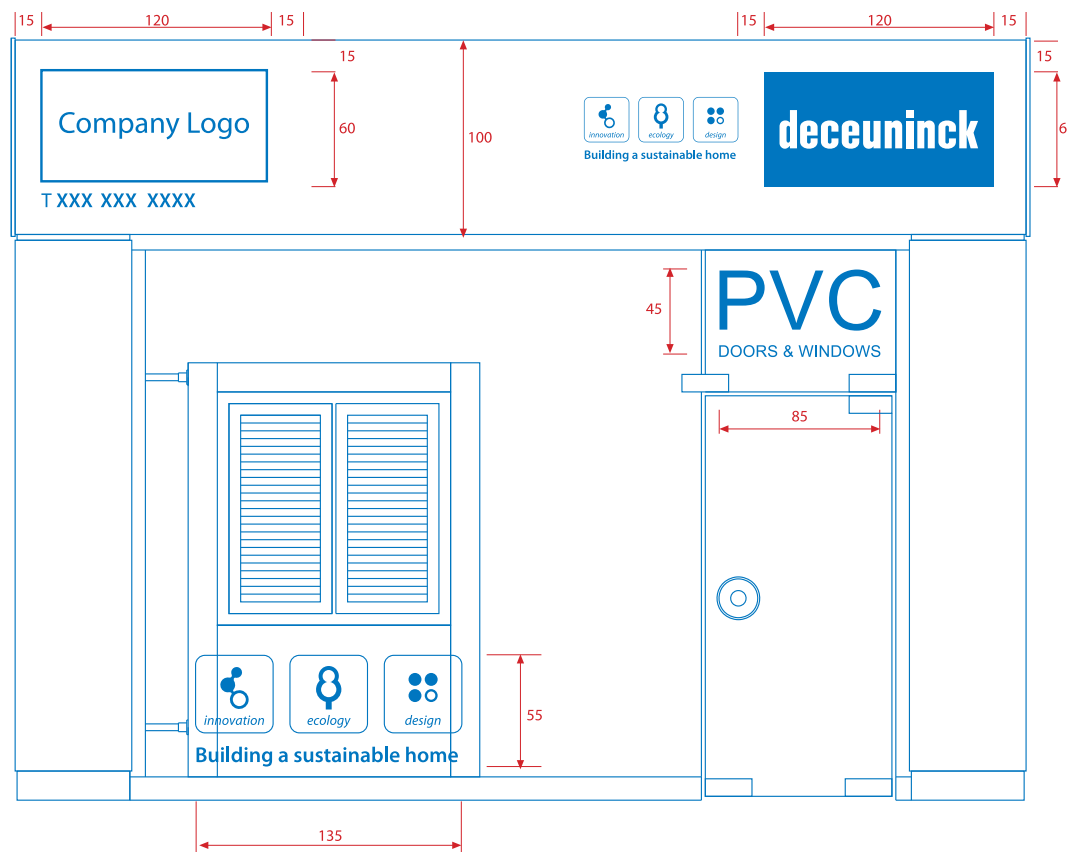 15 120 15 15 120 15
15 15
Company Logo
60
100
innovation ecology design
Building a sustainable home
deceuninck
6
T XXX XXX XXXX
PVC
45
DOORS & WINDOWS
85
innovation ecology design
55
Building a sustainable home
135